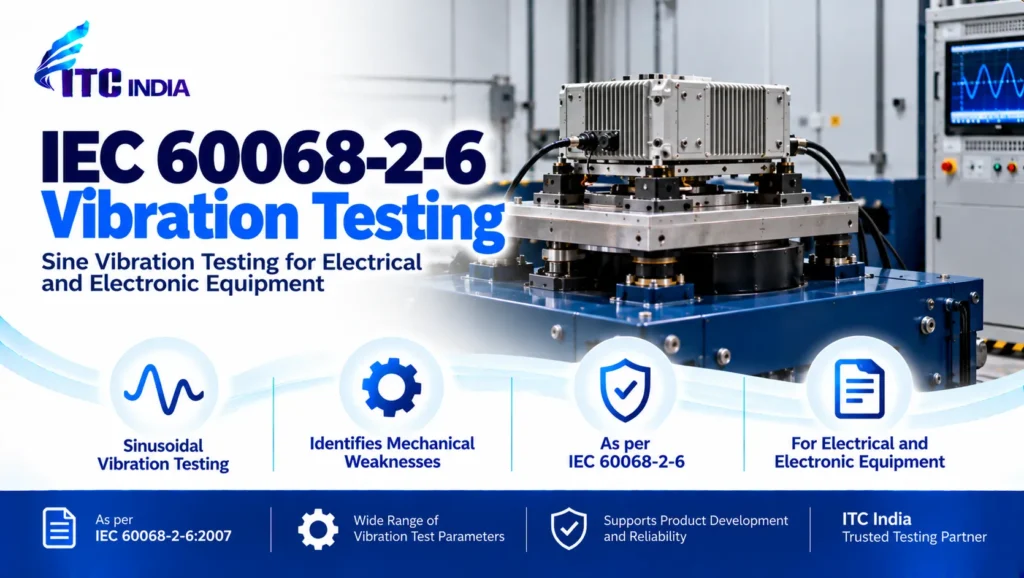 ITC INDIA
IEC 60068-2-6
Vibration Testing
Sine Vibration Testing for Electrical
and Electronic Equipment
Sinusoidal
Vibration Testing
Identifies Mechanical
Weaknesses
As per
IEC 60068-2-6
For Electrical and
Electronic Equipment
As per
IEC 60068-2-6:2007
Wide Range of
Vibration Test Parameters
Supports Product Development
and Reliability
ITC India
Trusted Testing Partner